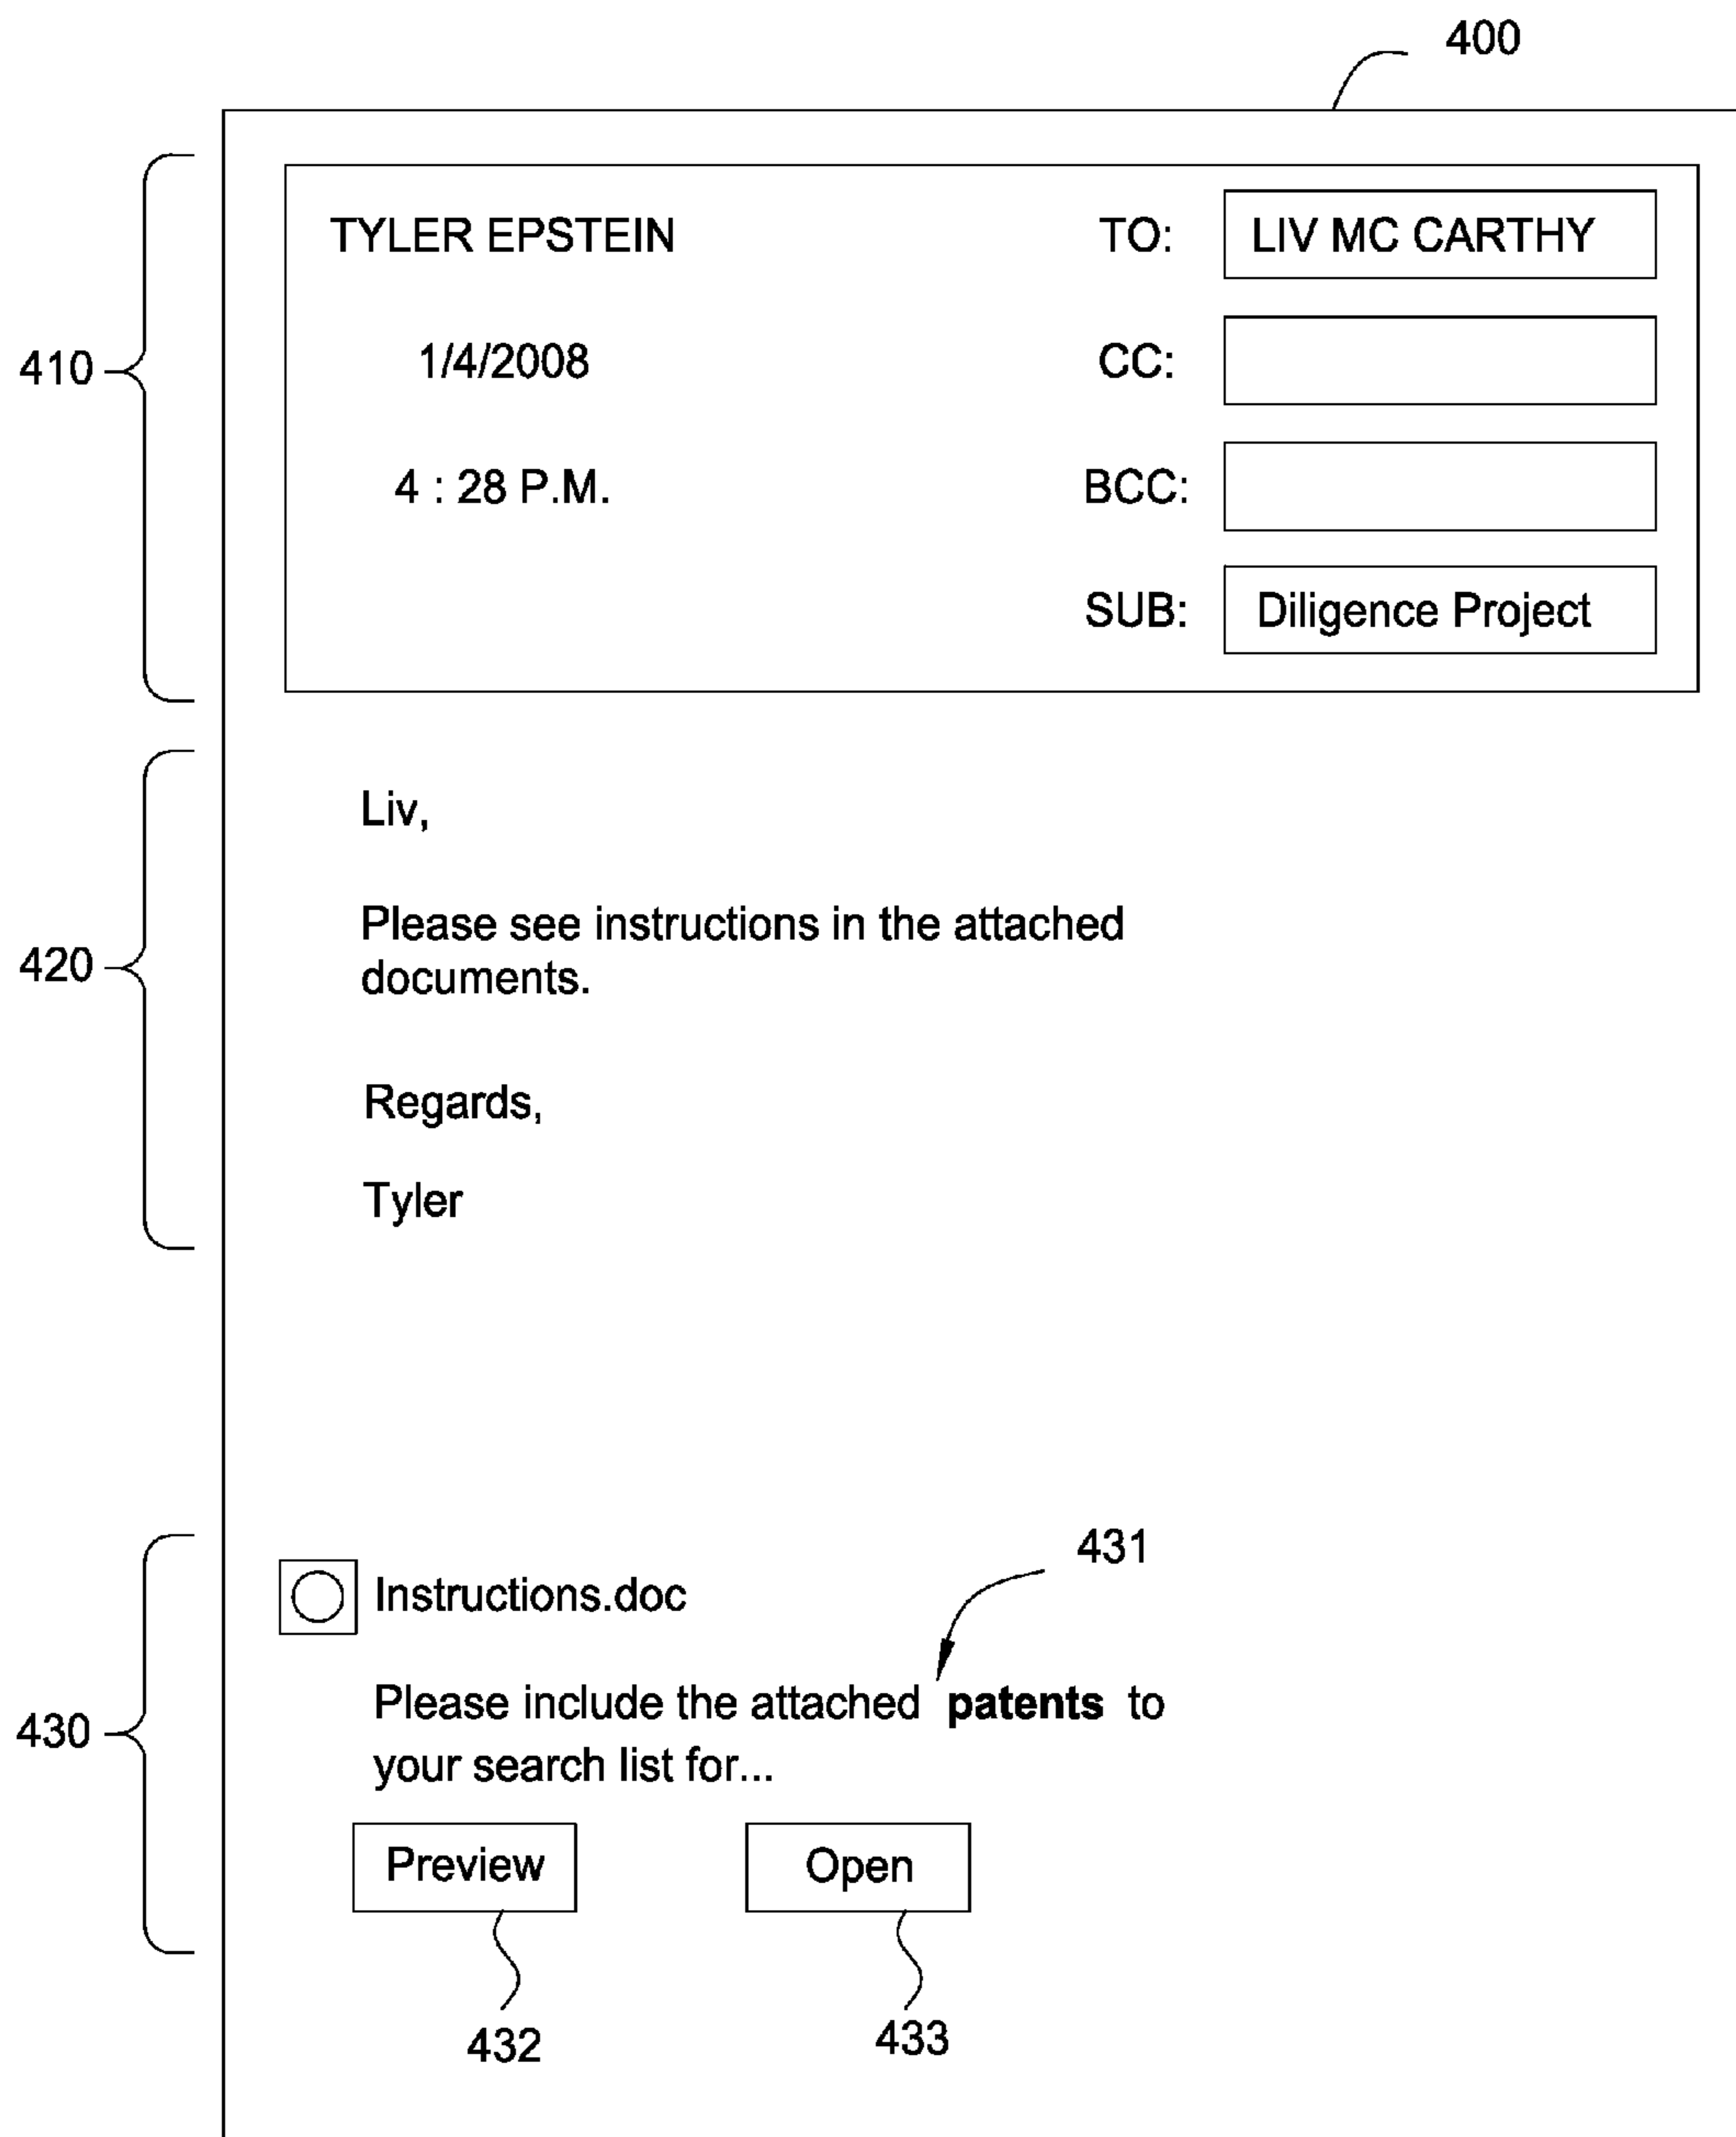 400
410
TYLER EPSTEIN TO: LIV MC CARTHY
1/4/2008 CC:
4 : 28 P.M. BCC:
SUB: Diligence Project
420
Liv,
Please see instructions in the attached
documents.
Regards,
Tyler
430
431
Instructions.doc
Please include the attached patents to
your search list for...
Preview Open
432 433